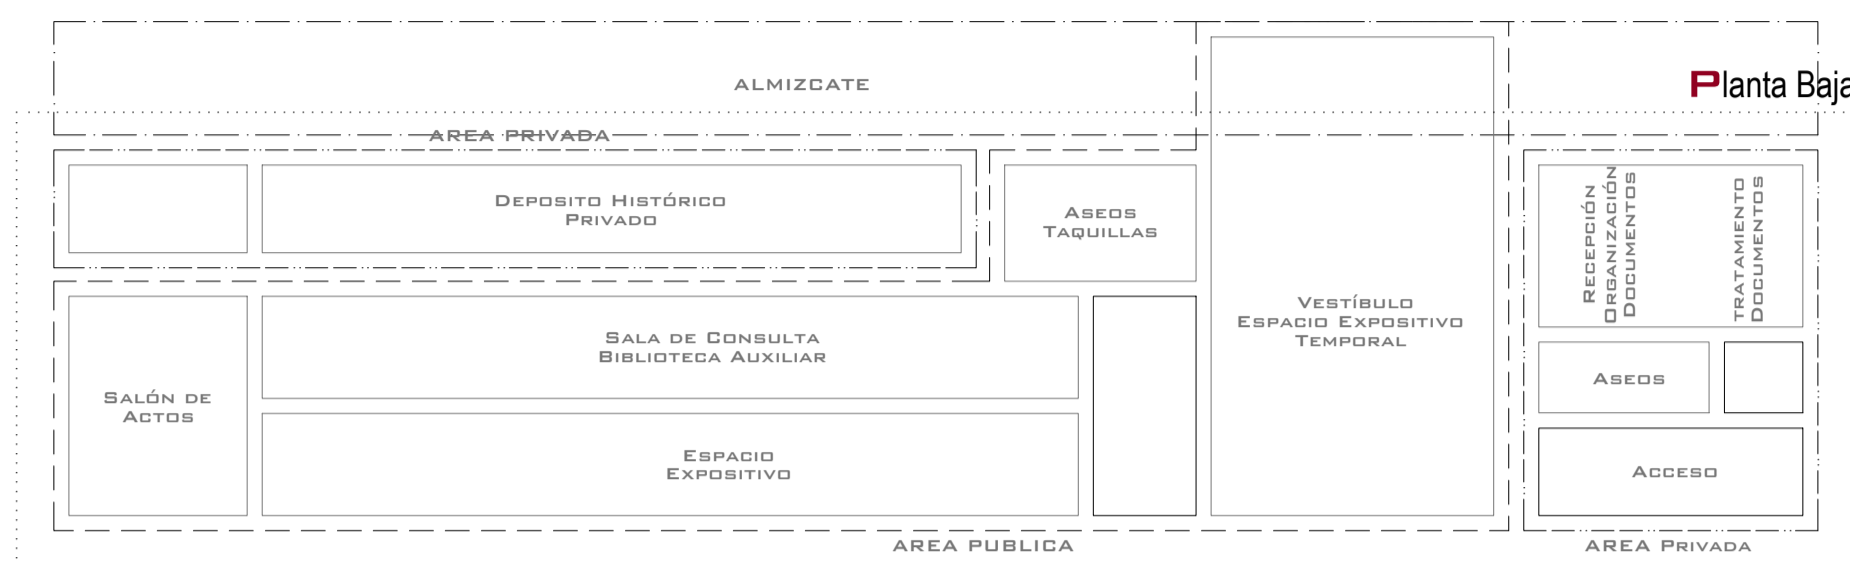 ALMIZCATE
Planta Baja
AREA PRIVADA
DEPOSITO HISTÓRICO
PRIVADO
ASEOS
TAQUILLAS
RECEPCIÓN
ORGANIZACIÓN
DOCUMENTOS
TRATAMIENTO
DOCUMENTOS
VESTÍBULO
ESPACIO EXPOSITIVO
TEMPORAL
SALA DE CONSULTA
BIBLIOTECA AUXILIAR
ASEOS
SALÓN DE
ACTOS
ESPACIO
EXPOSITIVO
ACCESO
AREA PUBLICA
AREA PRIVADA